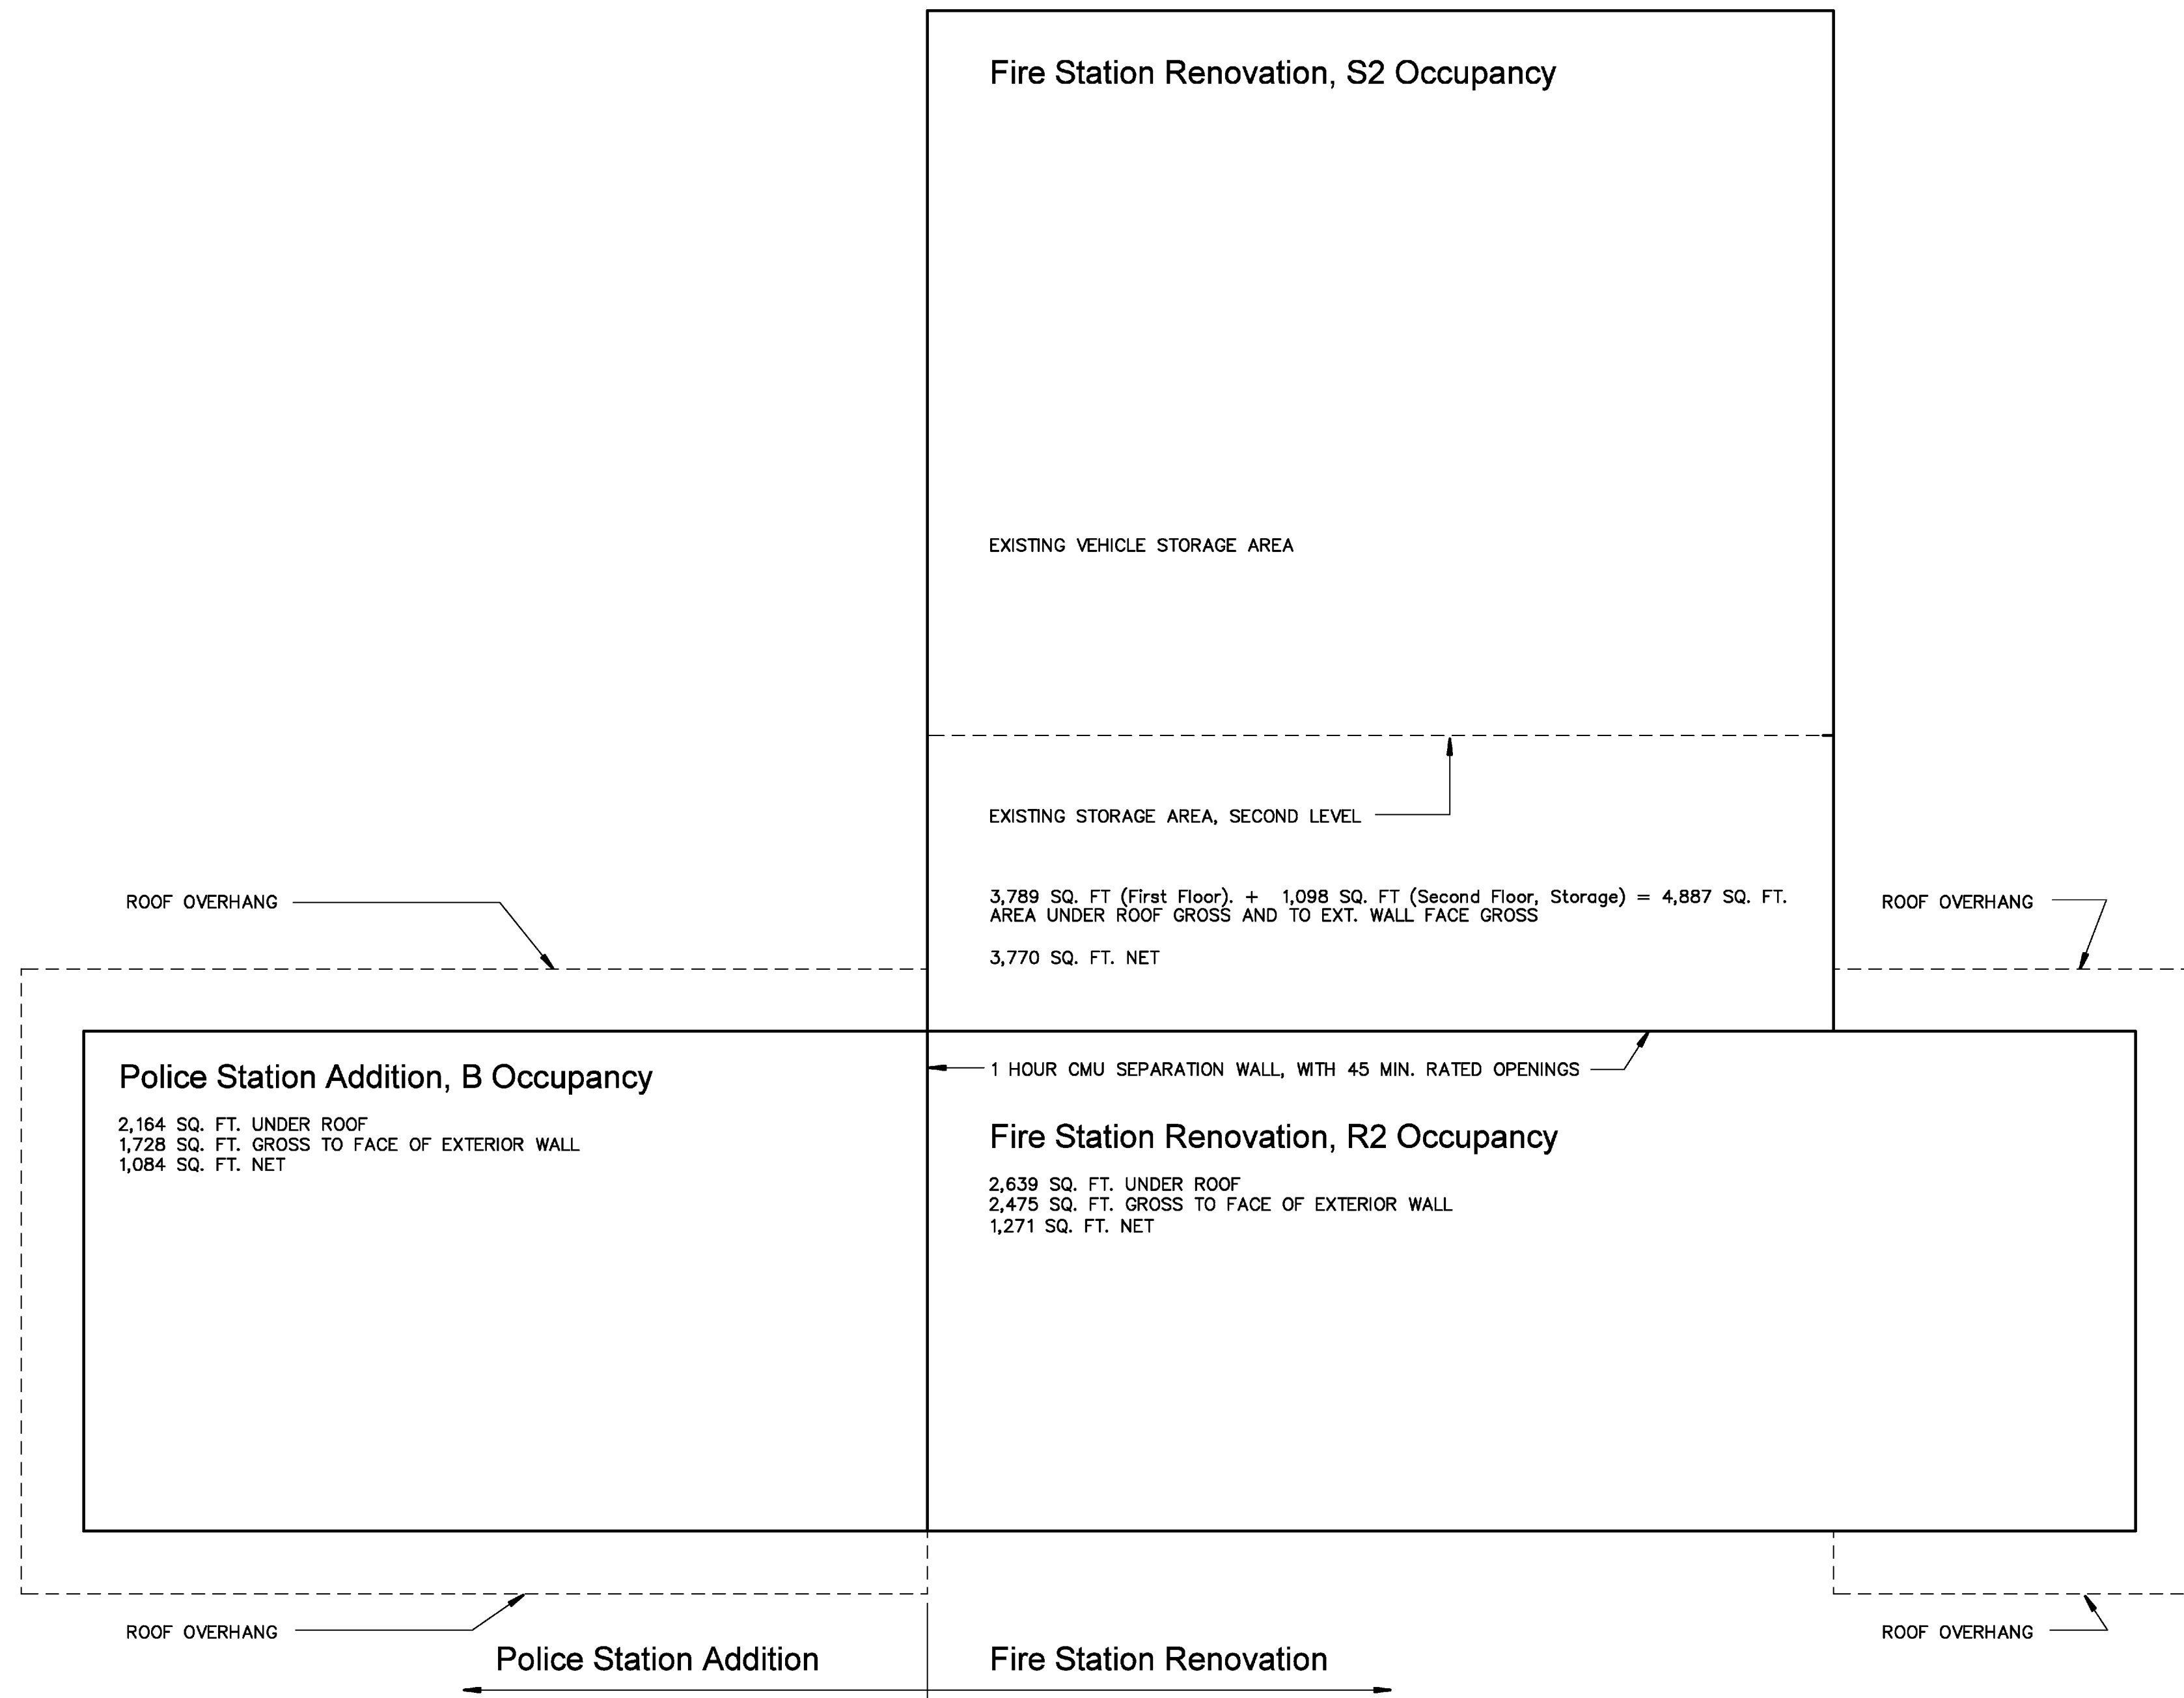 Fire Station Renovation, S2 Occupancy
EXISTING VEHICLE STORAGE AREA
EXISTING STORAGE AREA, SECOND LEVEL
3,789 SQ. FT (First Floor). + 1,098 SQ. FT (Second Floor, Storage) = 4,887 SQ. FT.
AREA UNDER ROOF GROSS AND TO EXT. WALL FACE GROSS
3,770 SQ. FT. NET
ROOF OVERHANG
ROOF OVERHANG
Police Station Addition, B Occupancy
2,164 SQ. FT. UNDER ROOF
1,728 SQ. FT. GROSS TO FACE OF EXTERIOR WALL
1,084 SQ. FT. NET
1 HOUR CMU SEPARATION WALL, WITH 45 MIN. RATED OPENINGS
Fire Station Renovation, R2 Occupancy
2,639 SQ. FT. UNDER ROOF
2,475 SQ. FT. GROSS TO FACE OF EXTERIOR WALL
1,271 SQ. FT. NET
ROOF OVERHANG
ROOF OVERHANG
Police Station Addition
Fire Station Renovation